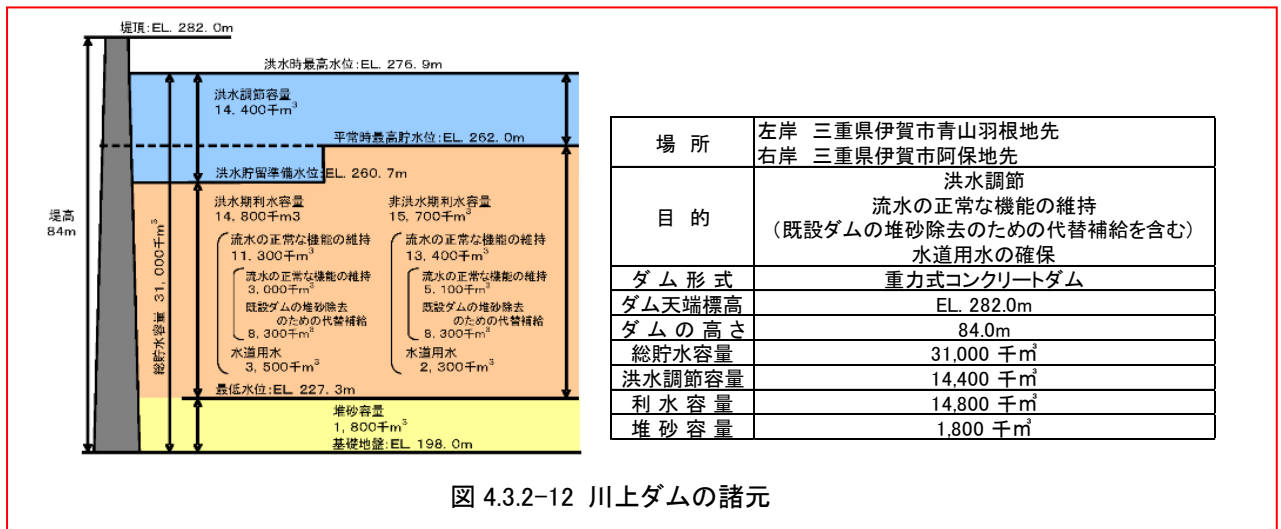 堤頂:EL. 282. 0m
洪水時最高水位:EL. 276. 9m
洪水調節容量
14. 400千m³
平常時最高貯水位:EL. 262. 0m
洪水貯留準備水位:EL. 260. 7m
堤高
84m
総貯水容量 31, 000千m³
洪水期利水容量
14. 800千m3
流水の正常な機能の維持
11. 300千m³
流水の正常な機能の維持
3, 000千m³
既設ダムの堆砂除去
のための代替補給
8, 300千m³
水道用水
3, 500千m³
非洪水期利水容量
15, 700千m³
流水の正常な機能の維持
13, 400千m³
流水の正常な機能の維持
5, 100千m³
既設ダムの堆砂除去
のための代替補給
8, 300千m³
水道用水
2, 300千m³
最低水位:EL 227. 3m
堆砂容量
1, 800千m³
基礎地盤:EL 198. 0m
場 所
左岸 三重県伊賀市青山羽根地先
右岸 三重県伊賀市阿保地先
目 的
洪水調節
流水の正常な機能の維持
（既設ダムの堆砂除去のための代替補給を含む）
水道用水の確保
ダ ム 形 式 重力式コンクリートダム
ダム天端標高 EL. 282.0m
ダ ム の 高 さ 84.0m
総貯水容量 31,000 千㎥
洪水調節容量 14,400 千㎥
利 水 容 量 14,800 千㎥
堆 砂 容 量 1,800 千㎥
図 4.3.2-12 川上ダムの諸元